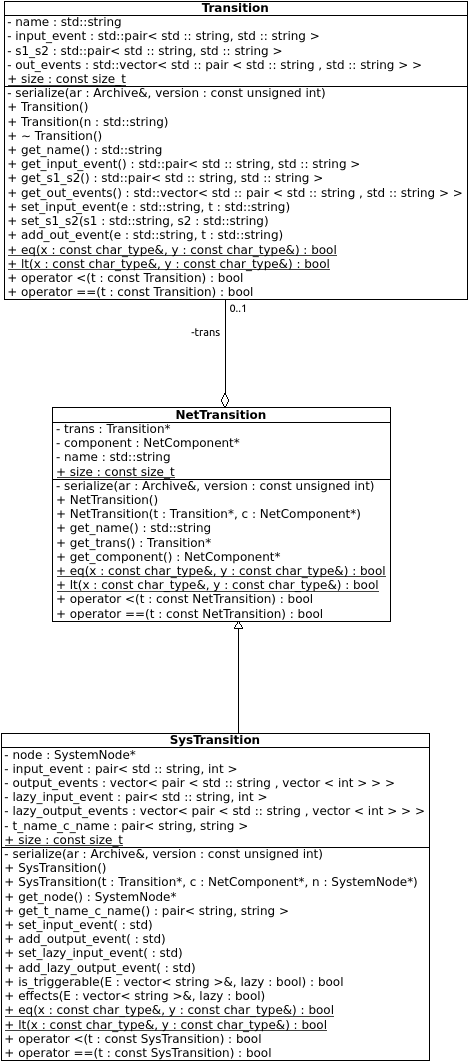 Transition
- name : std::string
- input_event : std::pair< std :: string, std :: string >
- s1_s2 : std::pair< std :: string, std :: string >
- out_events : std::vector< std :: pair < std :: string , std :: string > >
+ size : const size_t
- serialize(ar : Archive&, version : const unsigned int)
+ Transition()
+ Transition(n : std::string)
+ ~ Transition()
+ get_name() : std::string
+ get_input_event() : std::pair< std :: string, std :: string >
+ get_s1_s2() : std::pair< std :: string, std :: string >
+ get_out_events() : std::vector< std :: pair < std :: string , std :: string > >
+ set_input_event(e : std::string, t : std::string)
+ set_s1_s2(s1 : std::string, s2 : std::string)
+ add_out_event(e : std::string, t : std::string)
+ eq(x : const char_type&, y : const char_type&) : bool
+ lt(x : const char_type&, y : const char_type&) : bool
+ operator <(t : const Transition) : bool
+ operator ==(t : const Transition) : bool
0..1
-trans
NetTransition
- trans : Transition*
- component : NetComponent*
- name : std::string
+ size : const size_t
- serialize(ar : Archive&, version : const unsigned int)
+ NetTransition()
+ NetTransition(t : Transition*, c : NetComponent*)
+ get_name() : std::string
+ get_trans() : Transition*
+ get_component() : NetComponent*
+ eq(x : const char_type&, y : const char_type&) : bool
+ lt(x : const char_type&, y : const char_type&) : bool
+ operator <(t : const NetTransition) : bool
+ operator ==(t : const NetTransition) : bool
SysTransition
- node : SystemNode*
- input_event : pair< std :: string, int >
- output_events : vector< pair < std :: string , vector < int > > >
- lazy_input_event : pair< std :: string, int >
- lazy_output_events : vector< pair < std :: string , vector < int > > >
- t_name_c_name : pair< string, string >
+ size : const size_t
- serialize(ar : Archive&, version : const unsigned int)
+ SysTransition()
+ SysTransition(t : Transition*, c : NetComponent*, n : SystemNode*)
+ get_node() : SystemNode*
+ get_t_name_c_name() : pair< string, string >
+ set_input_event( : std)
+ add_output_event( : std)
+ set_lazy_input_event( : std)
+ add_lazy_output_event( : std)
+ is_triggerable(E : vector< string >&, lazy : bool) : bool
+ effects(E : vector< string >&, lazy : bool)
+ eq(x : const char_type&, y : const char_type&) : bool
+ lt(x : const char_type&, y : const char_type&) : bool
+ operator <(t : const SysTransition) : bool
+ operator ==(t : const SysTransition) : bool